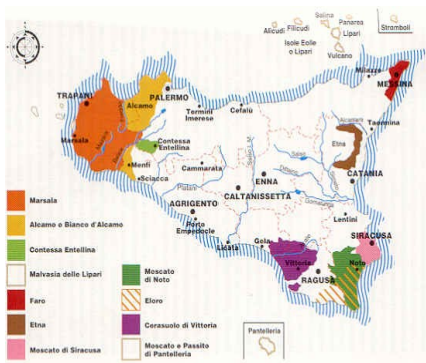 Salina
Panarea
Stromboli
Alicudi
Filicudi
Lipari
Isole Eolie
o Lipari
Vulcano
Milazzo
MESSINA
TRAPANI
PALERMO
Alcamo
Termini
Imerese
Cefalù
Taormina
Marsala
Contessa
Entellina
Etna
Menfi
Sciacca
Cammarata
Salso
ENNA
CATANIA
Platani
CALTANISSETTA
AGRIGENTO
Porto
Empedocle
Lentini
Licata
Gela
SIRACUSA
Vittoria
Noto
RAGUSA
Pantelleria
Marsala
Alcamo e Bianco d'Alcamo
Contessa Entellina
Malvasia delle Lipari
Faro
Etna
Moscato di Siracusa
Moscato
di Noto
Eloro
Cerasuolo di Vittoria
Moscato e Passito
di Pantelleria